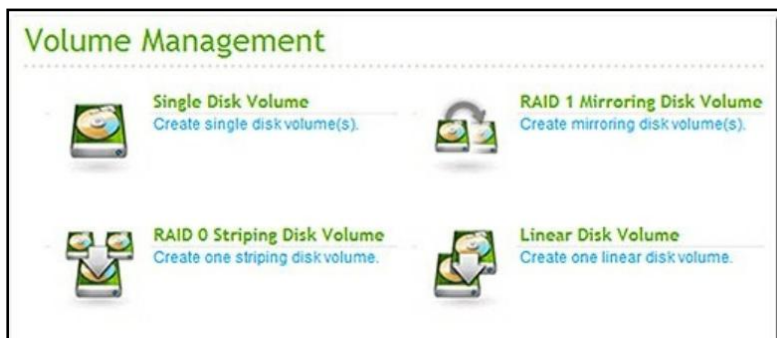 Volume Management
Single Disk Volume
Create single disk volume(s).
RAID 1 Mirroring Disk Volume
Create mirroring disk volume(s).
RAID 0 Striping Disk Volume
Create one striping disk volume.
Linear Disk Volume
Create one linear disk volume.